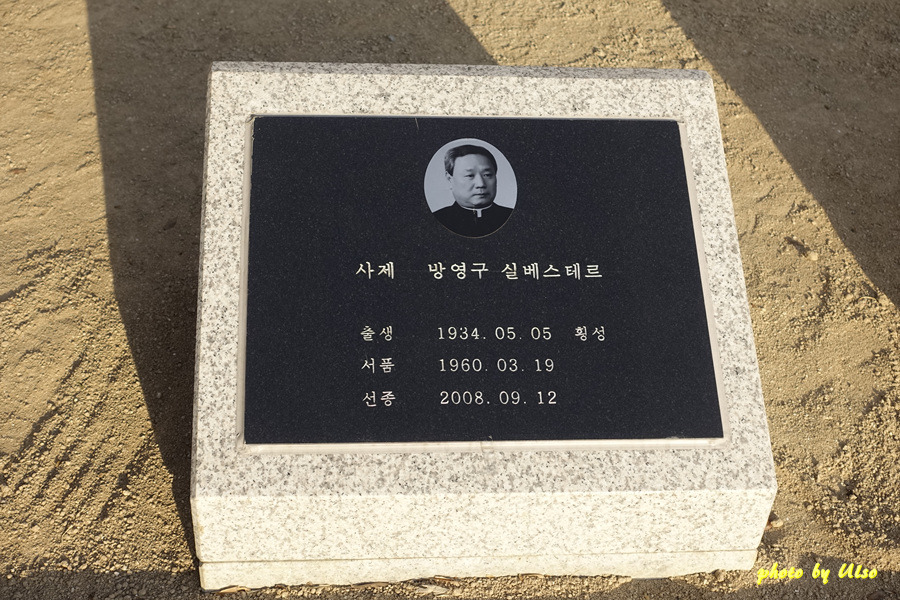 사제 방영구 실베스테르
출생 1934. 05. 05 횡성
서품 1960. 03. 19
선종 2008. 09. 12
photo by Ulso